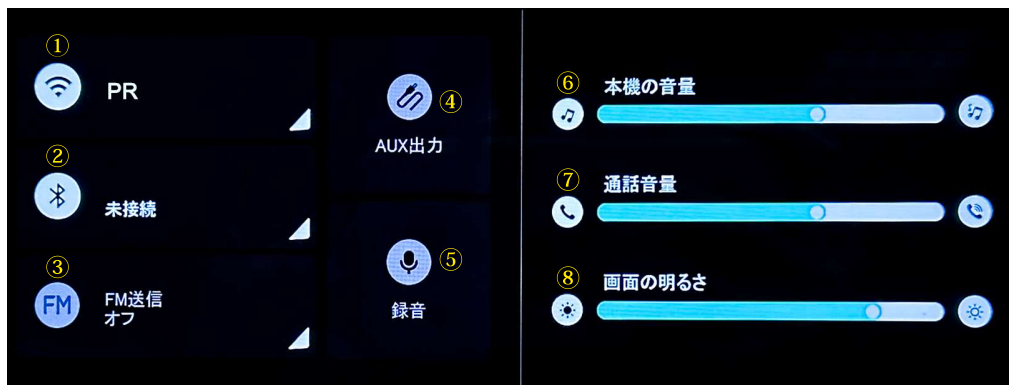 ①
PR
②
未接続
③
FM
FM送信
オフ
④
AUX出力
⑤
録音
⑥
本機の音量
⑦
通話音量
⑧
画面の明るさ